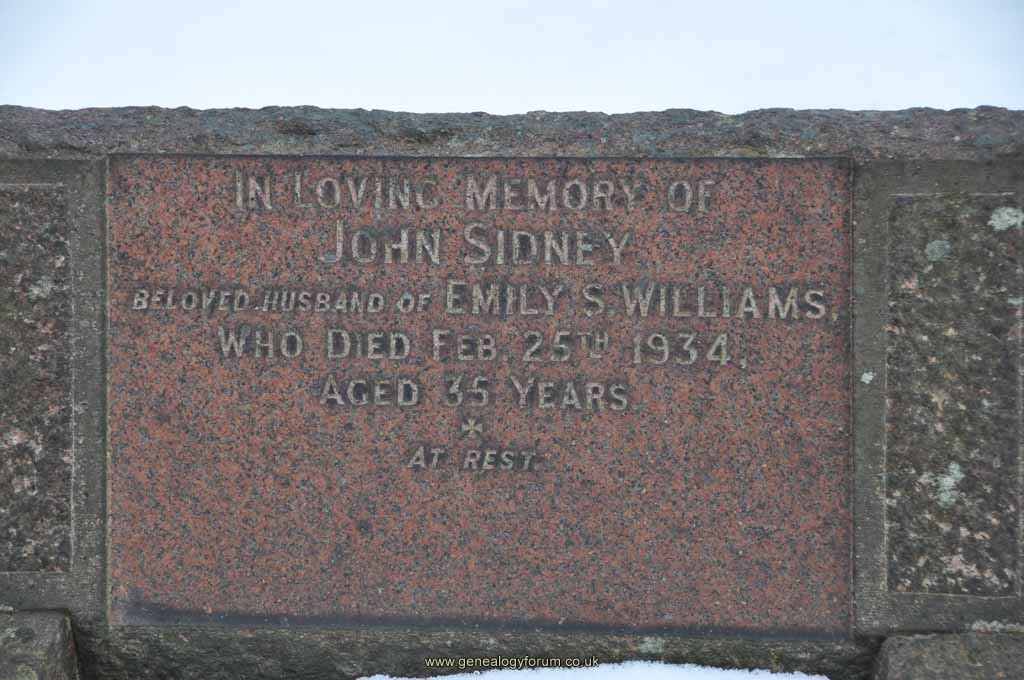 IN LOVING MEMORY OF
JOHN SIDNEY
BELOVED HUSBAND OF EMILY. S. WILLIAMS,
WHO DIED FEB. 25TH 1934,
AGED 35 YEARS.
AT REST.
www.genealogyforum.co.uk